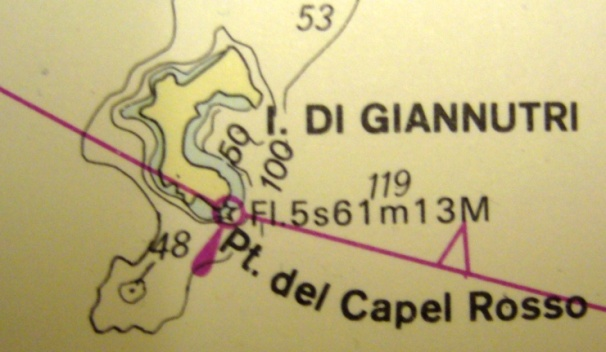 53
I. DI GIANNUTRI
50
100
119
Fl.5s61m13M
48
Pt. del Capel Rosso